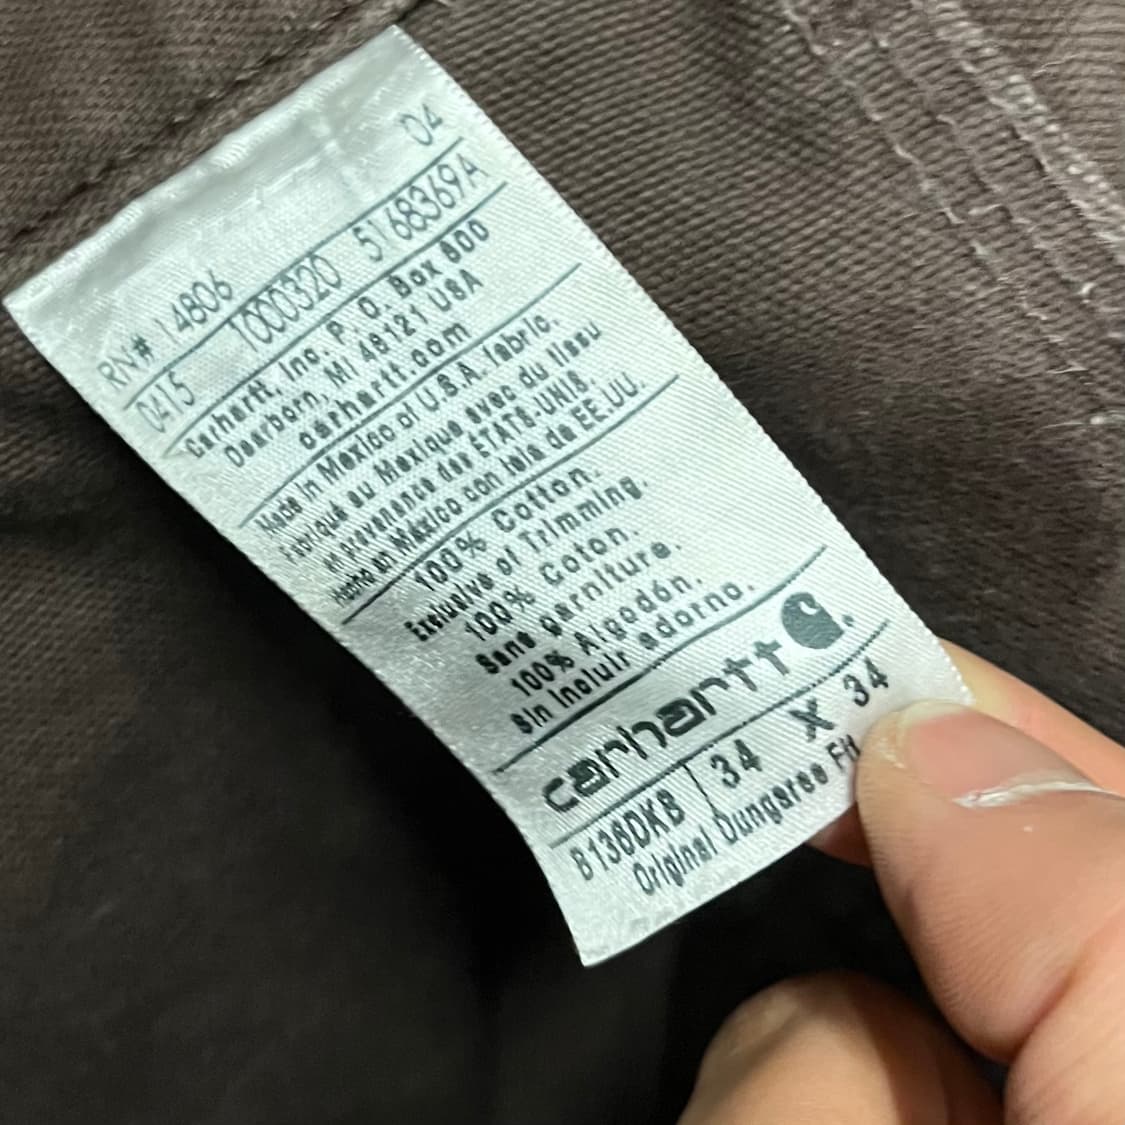 04
RN# 14806
0415 1000320 5168369A
Carhartt, Inc. P. O. Box 600
Dearborn, MI 48121 USA
carhartt.com
Made in Mexico of U.S.A. fabric.
Fabriqué au Mexique avec du tissu
en provenance des ÉTATS-UNIS.
Hecho en México con tela de EE.UU.
100% Cotton.
Exclusive of Trimming.
100% Coton.
Sans garniture.
100% Algodón.
Sin incluir adorno.
carhartt
B136DKB 34 X 34
Original Dungaree Fit